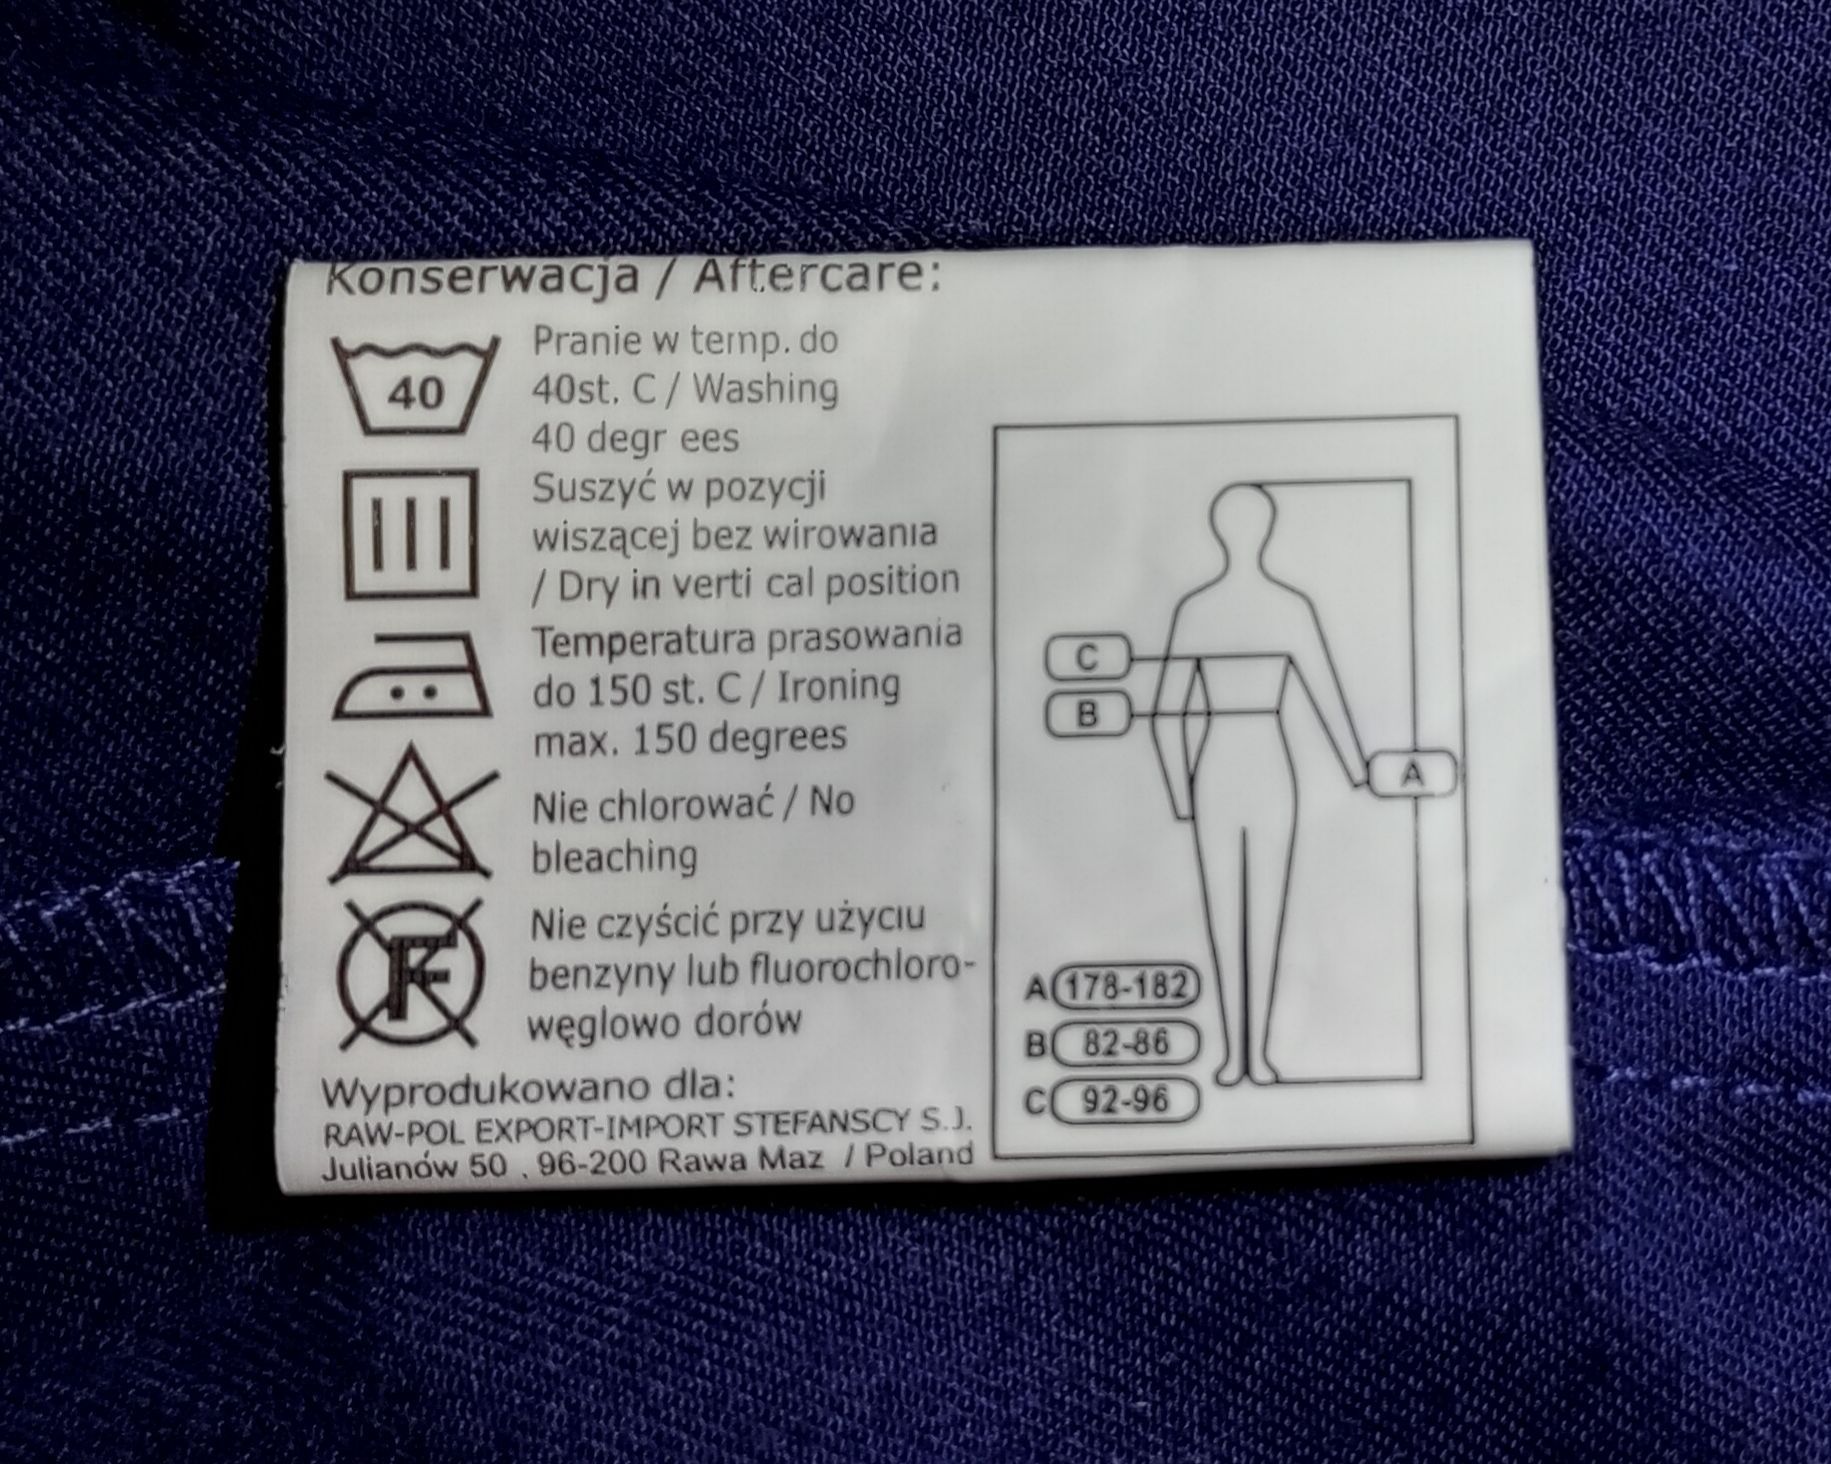 Konserwacja / Aftercare:
40
Pranie w temp. do
40st. C / Washing
40 degr ees
Suszyć w pozycji
wiszącej bez wirowania
/ Dry in verti cal position
Temperatura prasowania
do 150 st. C / Ironing
max. 150 degrees
Nie chlorować / No
bleaching
F
Nie czyścić przy użyciu
benzyny lub fluorochloro-
węglowo dorów
Wyprodukowano dla:
RAW-POL EXPORT-IMPORT STEFANSCY S.J.
Julianów 50 , 96-200 Rawa Maz / Poland
C
B
A
A 178-182
B 82-86
C 92-96